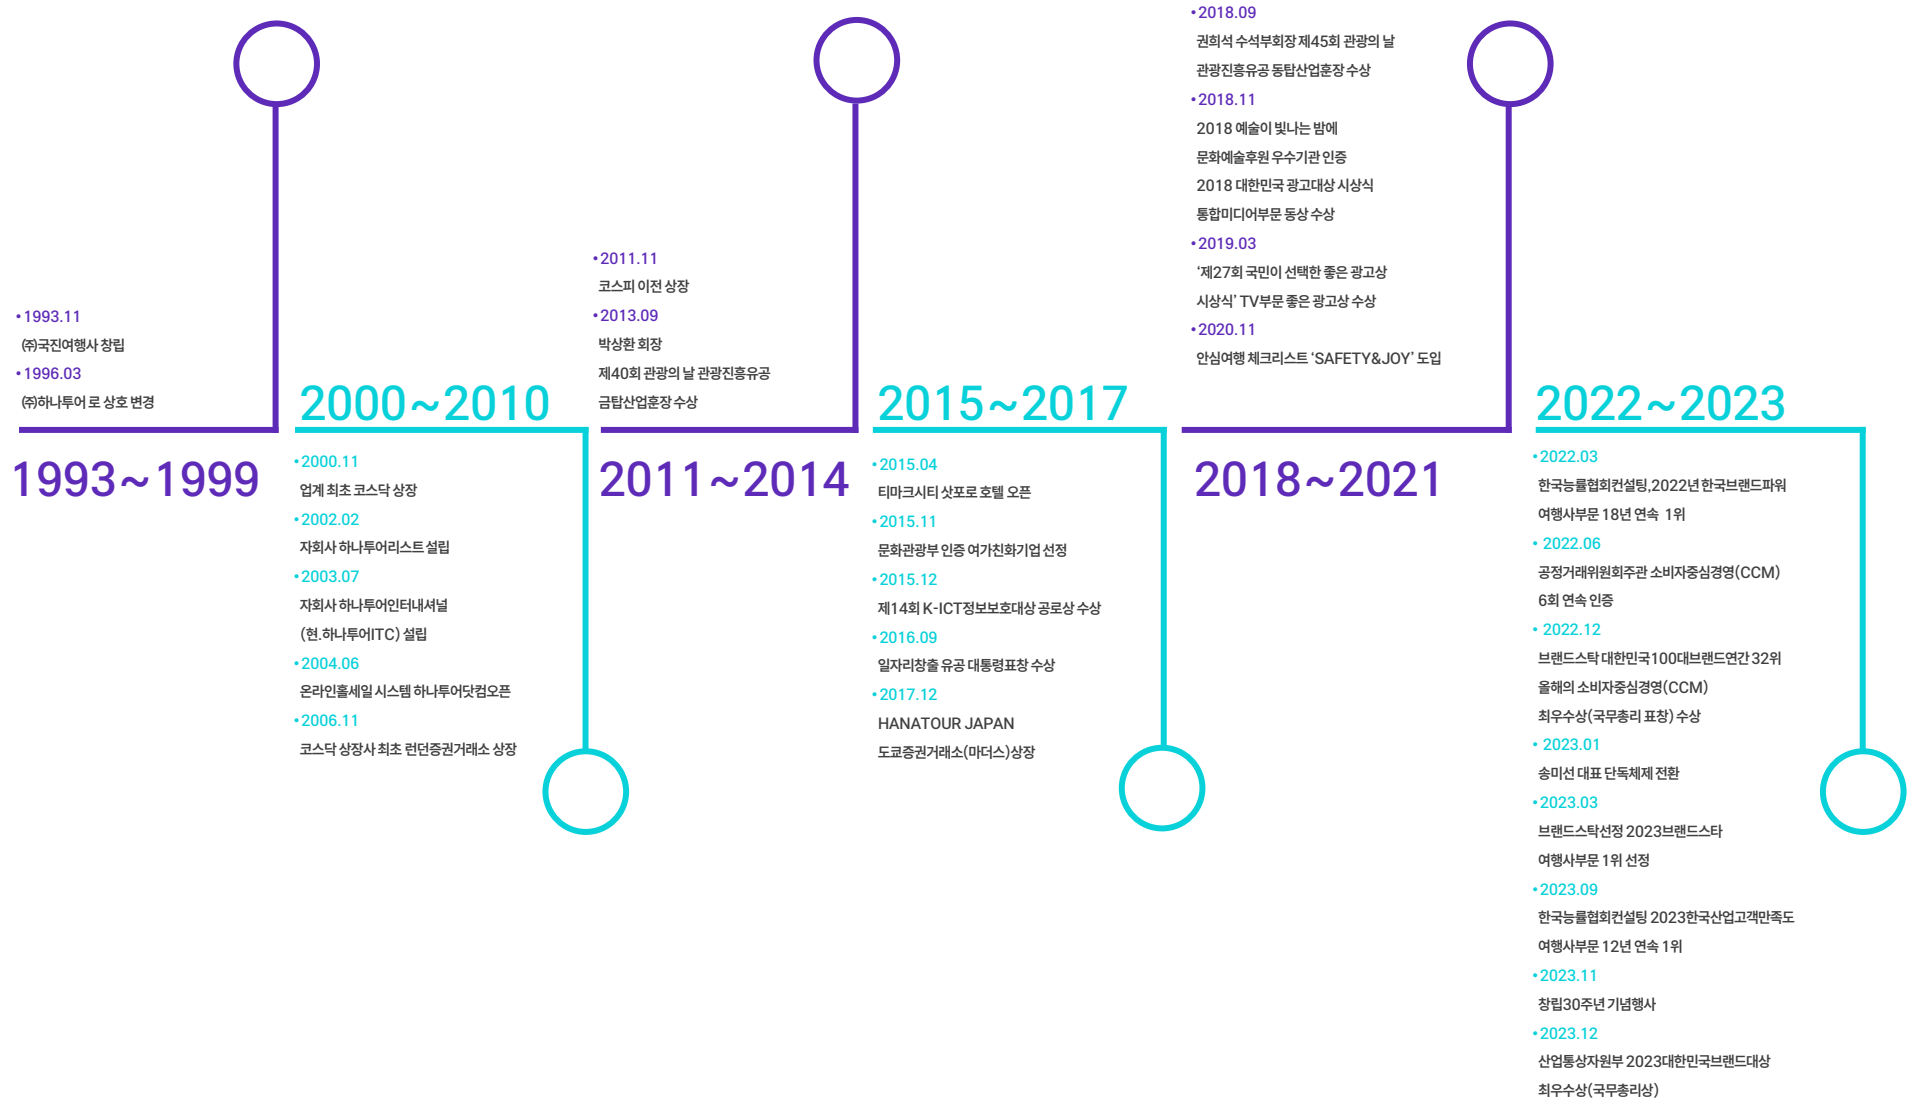 •1993.11
㈜국진여행사 창립
•1996.03
㈜하나투어 로 상호 변경
1993~1999
2000~2010
•2000.11
업계 최초 코스닥 상장
•2002.02
자회사 하나투어리스트 설립
•2003.07
자회사 하나투어인터내셔널
(현.하나투어ITC) 설립
•2004.06
온라인홀세일 시스템 하나투어닷컴오픈
•2006.11
코스닥 상장사 최초 런던증권거래소 상장
•2011.11
코스피 이전 상장
•2013.09
박상환 회장
제40회 관광의 날 관광진흥유공
금탑산업훈장 수상
2011~2014
2015~2017
•2015.04
티마크시티 삿포로 호텔 오픈
•2015.11
문화관광부 인증 여가친화기업 선정
•2015.12
제14회 K-ICT정보보호대상 공로상 수상
•2016.09
일자리창출 유공 대통령표창 수상
•2017.12
HANATOUR JAPAN
도쿄증권거래소(마더스)상장
•2018.09
권희석 수석부회장 제45회 관광의 날
관광진흥유공 동탑산업훈장 수상
•2018.11
2018 예술이 빛나는 밤에
문화예술후원 우수기관 인증
2018 대한민국 광고대상 시상식
통합미디어부문 동상 수상
•2019.03
‘제27회 국민이 선택한 좋은 광고상
시상식’ TV부문 좋은 광고상 수상
•2020.11
안심여행 체크리스트 ‘SAFETY&JOY’ 도입
2018~2021
2022~2023
•2022.03
한국능률협회컨설팅,2022년 한국브랜드파워
여행사부문 18년 연속 1위
• 2022.06
공정거래위원회주관 소비자중심경영(CCM)
6회 연속 인증
• 2022.12
브랜드스탁 대한민국100대브랜드연간 32위
올해의 소비자중심경영(CCM)
최우수상(국무총리 표창) 수상
• 2023.01
송미선 대표 단독체제 전환
•2023.03
브랜드스탁선정 2023브랜드스타
여행사부문 1위 선정
•2023.09
한국능률협회컨설팅 2023한국산업고객만족도
여행사부문 12년 연속 1위
•2023.11
창립30주년 기념행사
•2023.12
산업통상자원부 2023대한민국브랜드대상
최우수상(국무총리상)